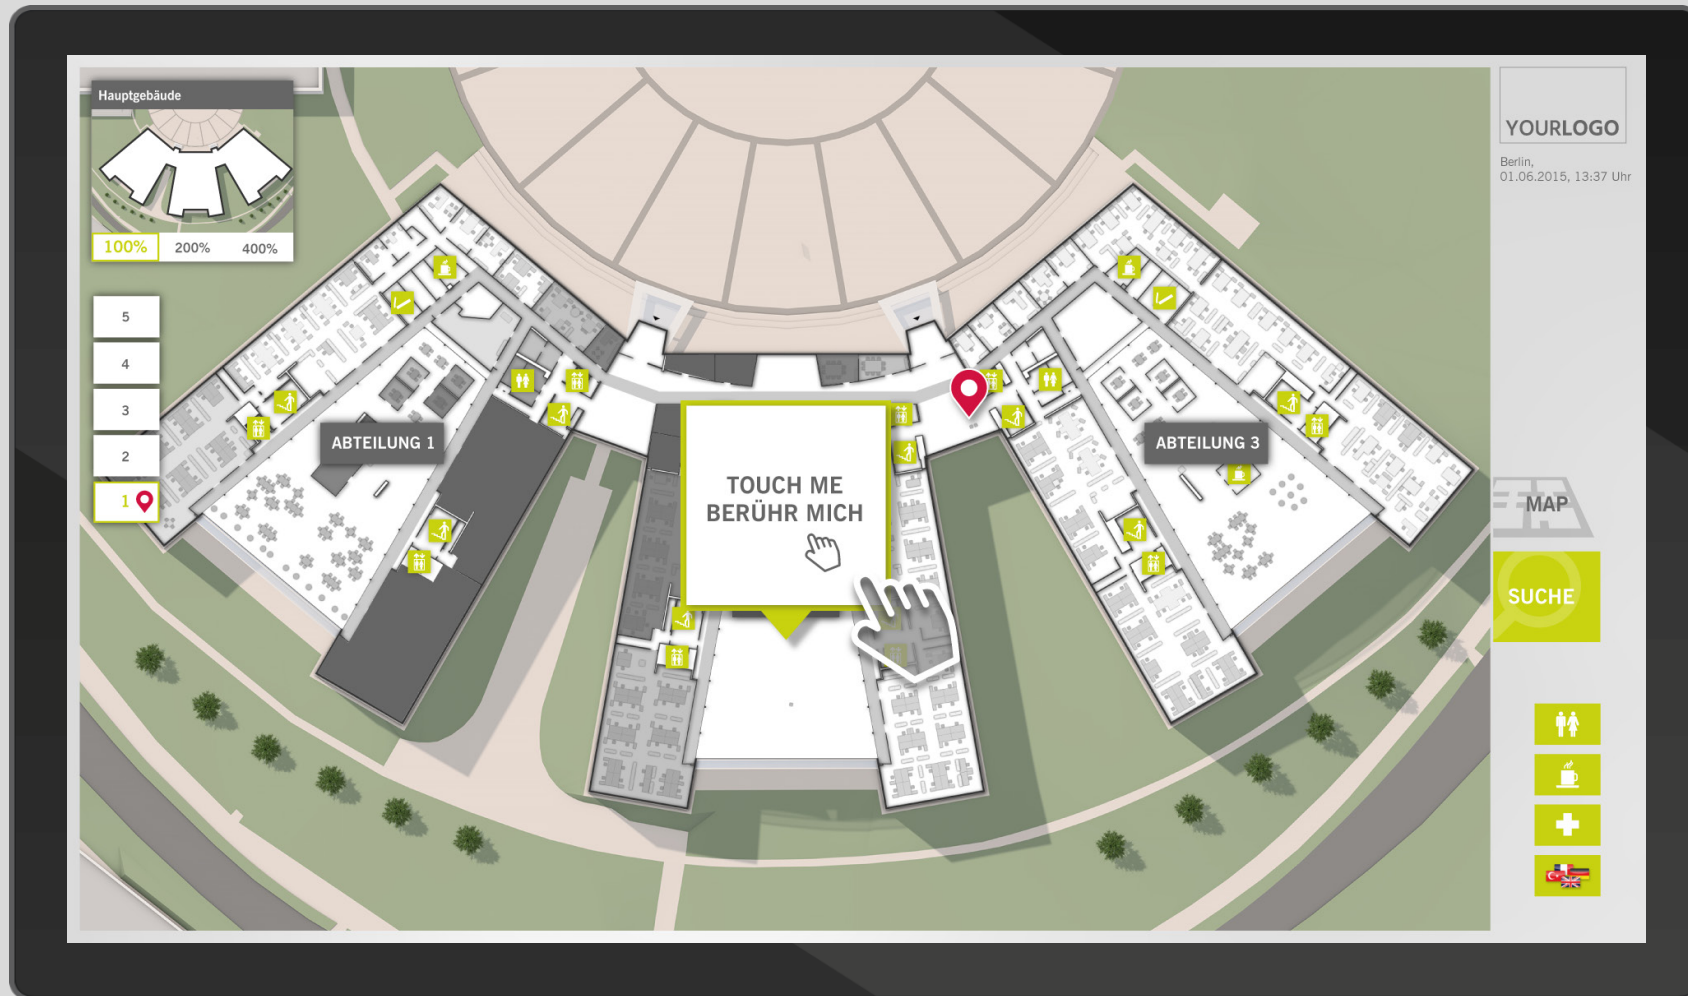 Hauptgebäude
100% 200% 400%
5
4
3
2
1
ABTEILUNG 1
TOUCH ME
BERÜHR MICH
ABTEILUNG 3
YOURLOGO
Berlin,
01.06.2015, 13:37 Uhr
MAP
SUCHE